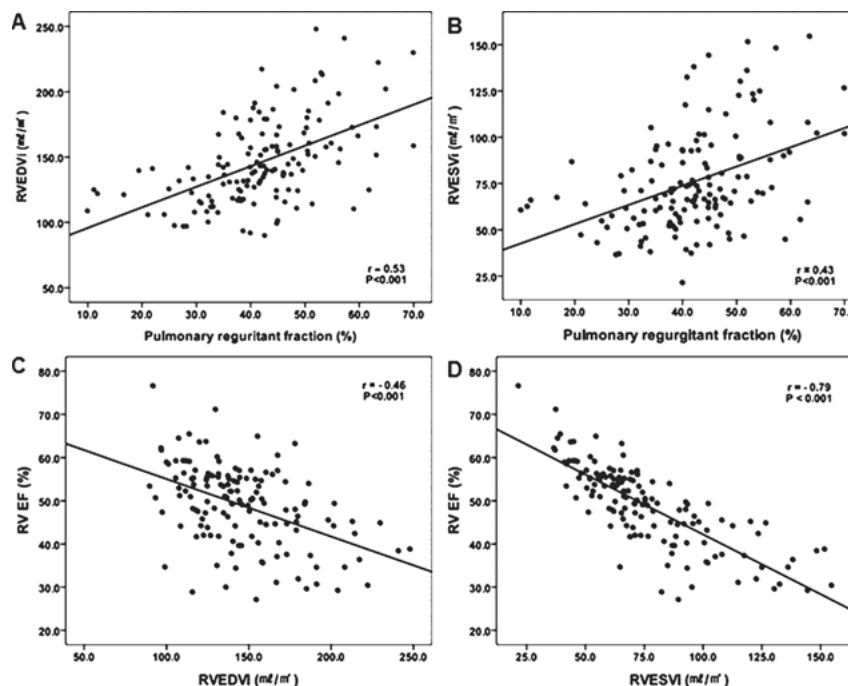 A
RVEDVi (㎖/㎡)
250.0
200.0
150.0
100.0
50.0
r = 0.53
P<0.001
10.0 20.0 30.0 40.0 50.0 60.0 70.0
Pulmonary reguritant fraction (%)
B
RVESVi (㎖/㎡)
150.0
125.0
100.0
75.0
50.0
25.0
r = 0.43
P<0.001
10.0 20.0 30.0 40.0 50.0 60.0 70.0
Pulmonary regurgitant fraction (%)
C
RV EF (%)
80.0
70.0
60.0
50.0
40.0
30.0
20.0
r = - 0.46
P<0.001
50.0 100.0 150.0 200.0 250.0
RVEDVI (㎖/㎡)
D
RV EF (%)
80.0
70.0
60.0
50.0
40.0
30.0
20.0
r = - 0.79
P < 0.001
25.0 50.0 75.0 100.0 125.0 150.0
RVESVI (㎖/㎡)